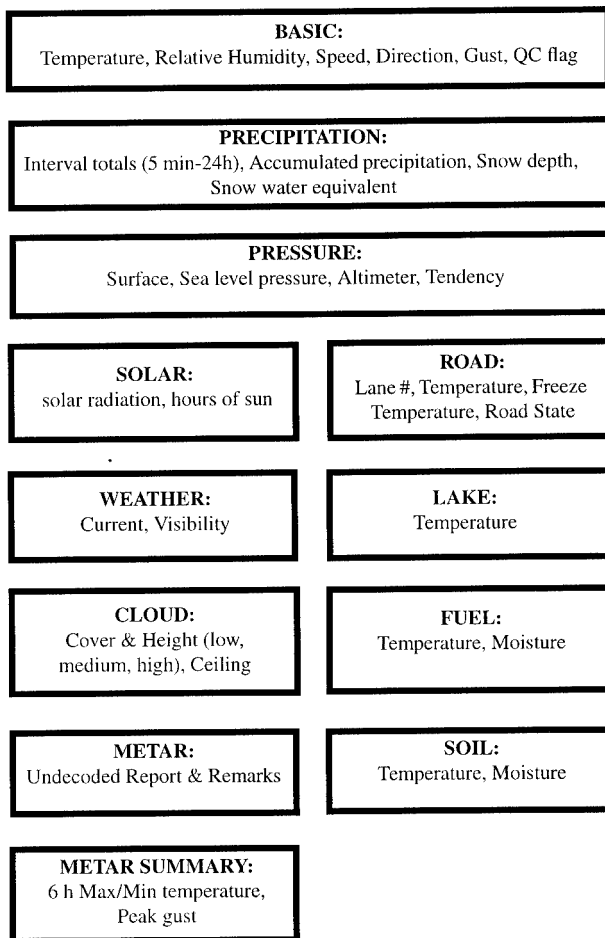 BASIC:
Temperature, Relative Humidity, Speed, Direction, Gust, QC flag
PRECIPITATION:
Interval totals (5 min-24h), Accumulated precipitation, Snow depth,
Snow water equivalent
PRESSURE:
Surface, Sea level pressure, Altimeter, Tendency
SOLAR:
solar radiation, hours of sun
ROAD:
Lane #, Temperature, Freeze
Temperature, Road State
WEATHER:
Current, Visibility
LAKE:
Temperature
CLOUD:
Cover & Height (low,
medium, high), Ceiling
FUEL:
Temperature, Moisture
METAR:
Undecoded Report & Remarks
SOIL:
Temperature, Moisture
METAR SUMMARY:
6 h Max/Min temperature,
Peak gust